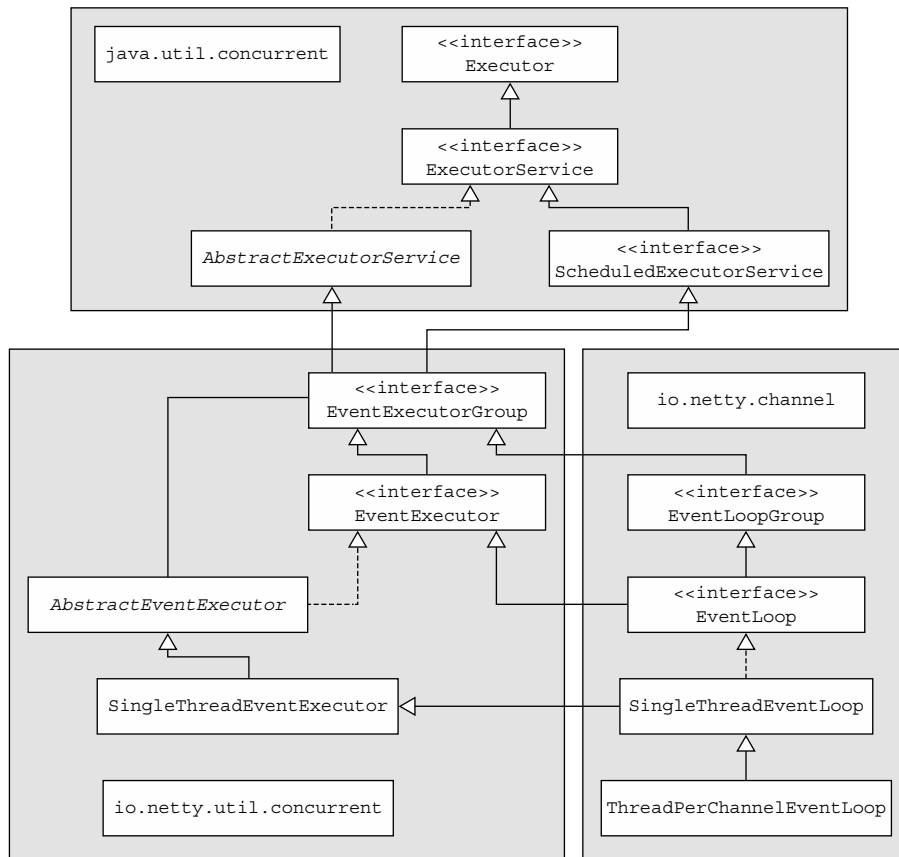 java.util.concurrent
<<interface>>
Executor
<<interface>>
ExecutorService
AbstractExecutorService
<<interface>>
ScheduledExecutorService
<<interface>>
EventExecutorGroup
io.netty.channel
<<interface>>
EventExecutor
<<interface>>
EventLoopGroup
AbstractEventExecutor
<<interface>>
EventLoop
SingleThreadEventExecutor
SingleThreadEventLoop
io.netty.util.concurrent
ThreadPerChannelEventLoop